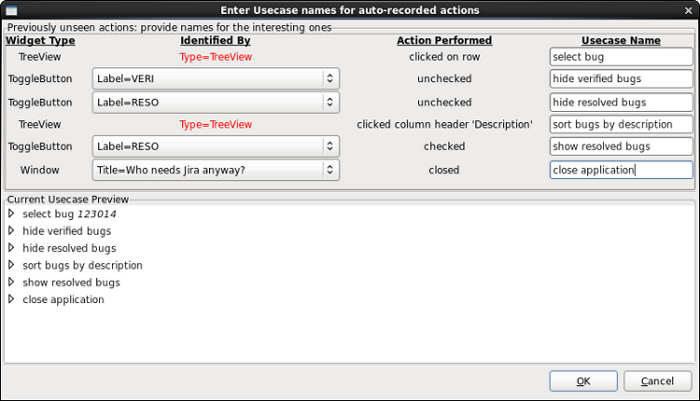 Enter Usecase names for auto-recorded actions
Previously unseen actions: provide names for the interesting ones
Widget Type Identified By Action Performed Usecase Name
TreeView Type=TreeView clicked on row select bug
ToggleButton Label=VERI unchecked hide verified bugs
ToggleButton Label=RESO unchecked hide resolved bugs
TreeView Type=TreeView clicked column header 'Description' sort bugs by description
ToggleButton Label=RESO checked show resolved bugs
Window Title=Who needs Jira anyway? closed close application
Current Usecase Preview
select bug 123014
hide verified bugs
hide resolved bugs
sort bugs by description
show resolved bugs
close application
OK Cancel